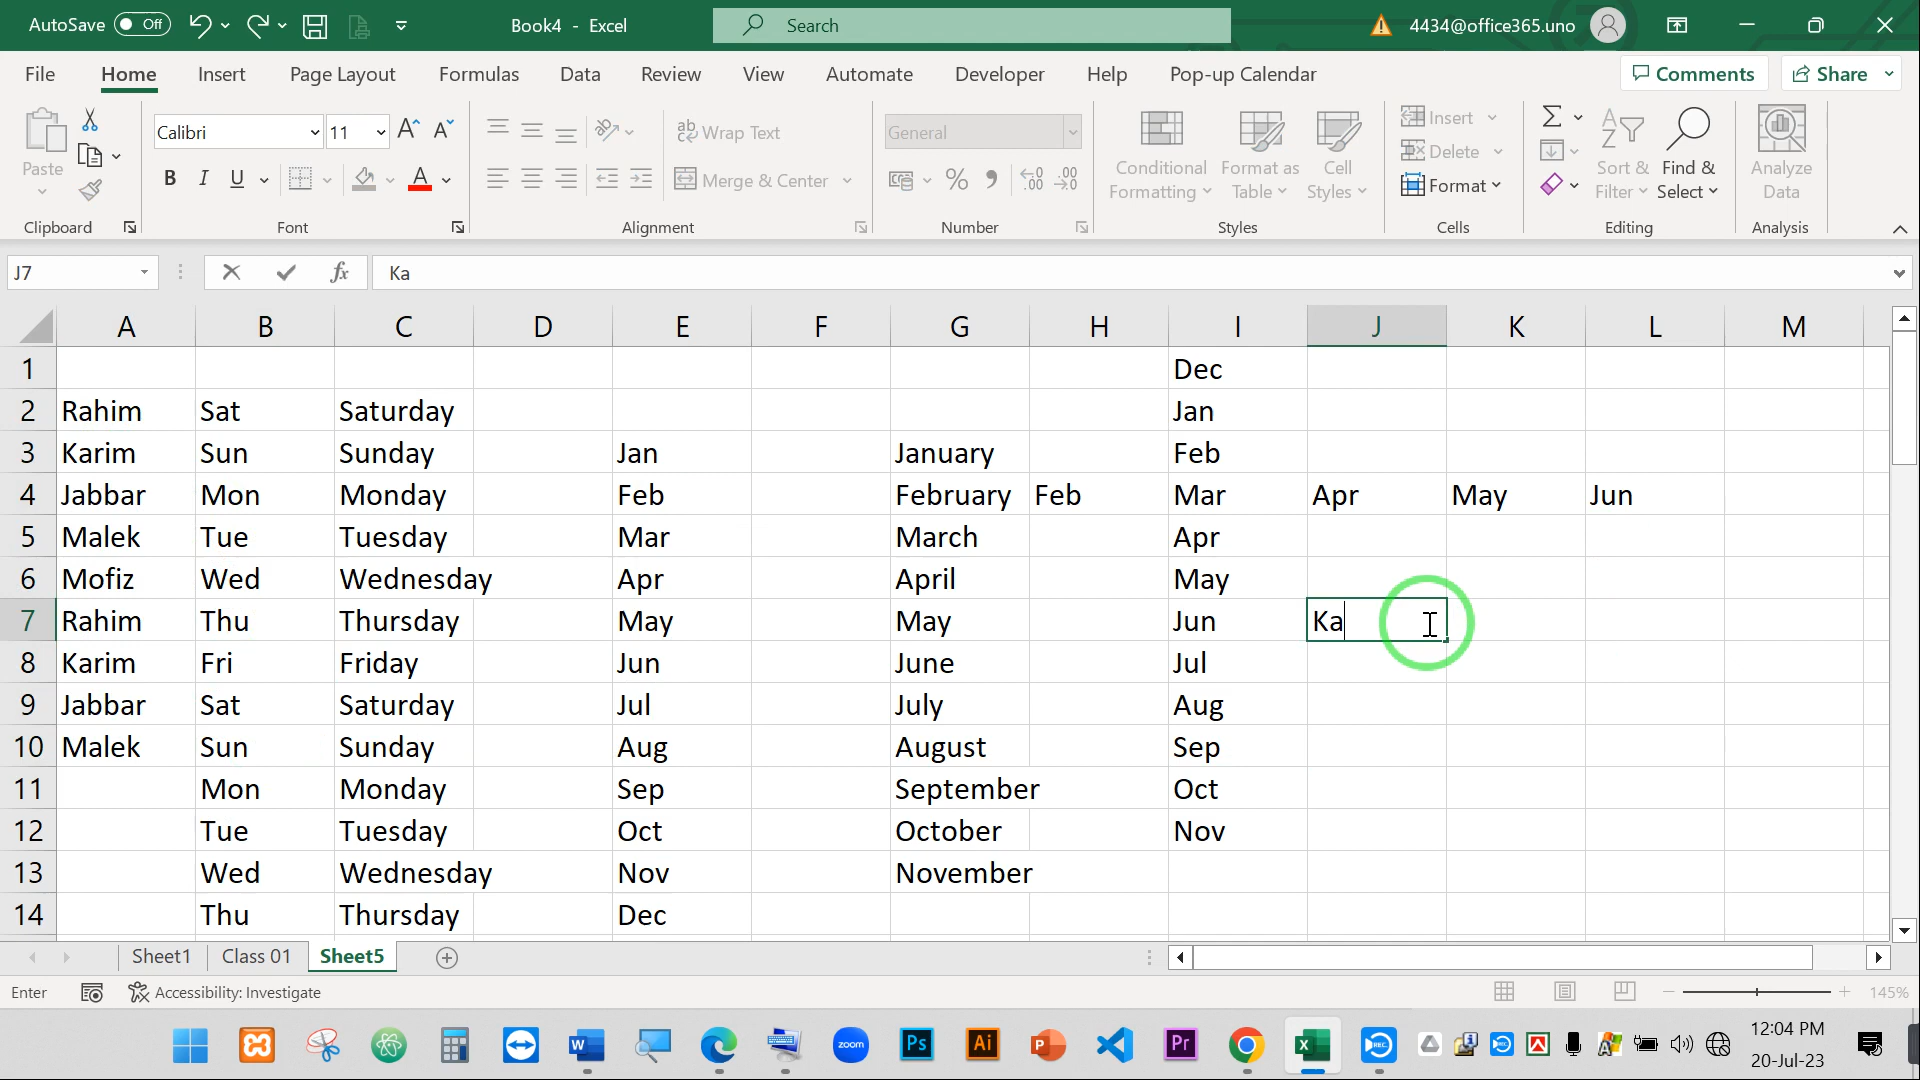 AutoSave Off Book4 - Excel Search 4434@office365.uno
File Home Insert Page Layout Formulas Data Review View Automate Developer Help Pop-up Calendar Comments Share
Calibri 11 ab Wrap Text General Insert
Paste Conditional Format as Cell Delete Sort & Find & Analyze
B I U A Merge & Center % Formatting Table Styles Format Filter Select Data
Clipboard Font Alignment Number Styles Cells Editing Analysis
J7 fx Ka
A B C D E F G H I J K L M
1 Dec
2 Rahim Sat Saturday Jan
3 Karim Sun Sunday Jan January Feb
4 Jabbar Mon Monday Feb February Feb Mar Apr May Jun
5 Malek Tue Tuesday Mar March Apr
6 Mofiz Wed Wednesday Apr April May
7 Rahim Thu Thursday May May Jun Ka
8 Karim Fri Friday Jun June Jul
9 Jabbar Sat Saturday Jul July Aug
10 Malek Sun Sunday Aug August Sep
11 Mon Monday Sep September Oct
12 Tue Tuesday Oct October Nov
13 Wed Wednesday Nov November
14 Thu Thursday Dec
Sheet1 Class 01 Sheet5
Enter Accessibility: Investigate 145%
W zoom Ps Ai P Pr X REC 12:04 PM
20-Jul-23